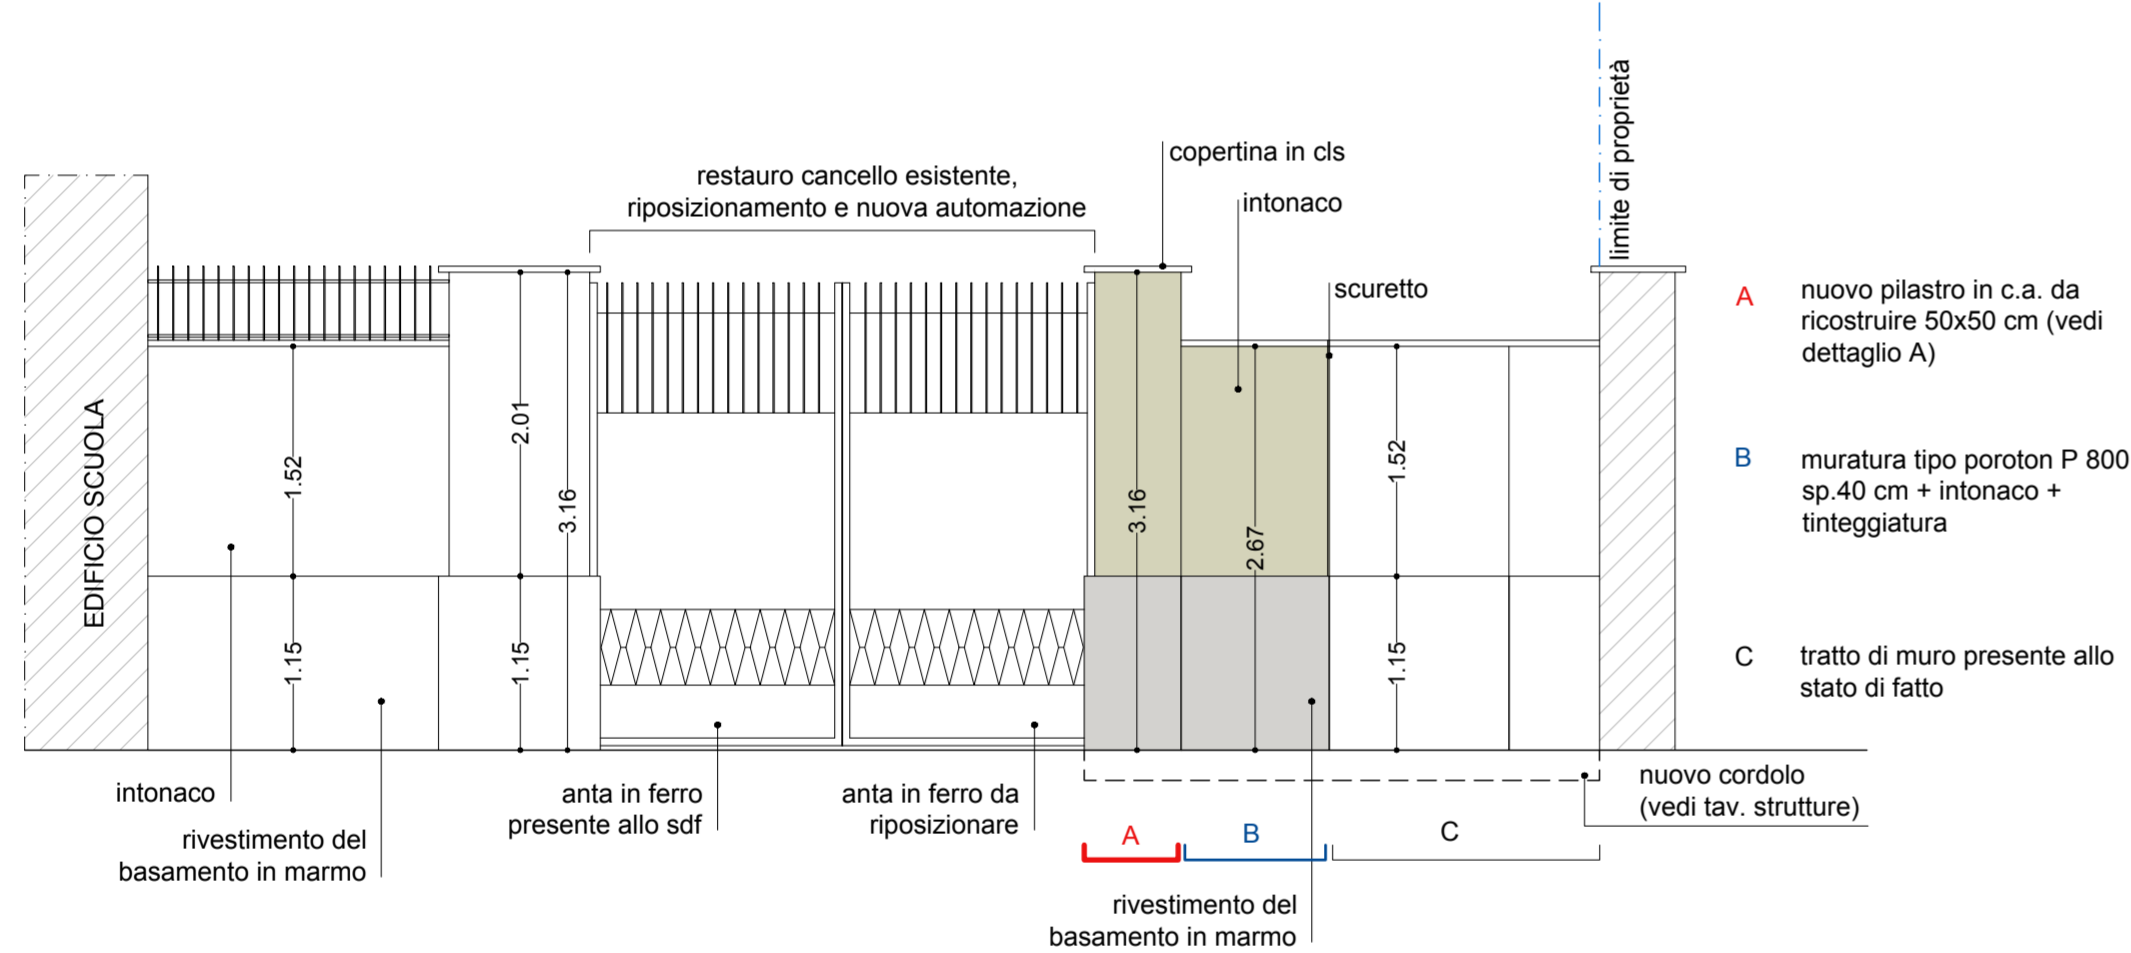 limite di proprietà
copertina in cls
restauro cancello esistente,
riposizionamento e nuova automazione
intonaco
scuretto
A
nuovo pilastro in c.a. da
ricostruire 50x50 cm (vedi
dettaglio A)
B
muratura tipo poroton P 800
sp.40 cm + intonaco +
tinteggiatura
C
tratto di muro presente allo
stato di fatto
EDIFICIO SCUOLA
1.52
2.01
3.16
3.16
2.67
1.52
1.15
1.15
1.15
intonaco
rivestimento del
basamento in marmo
anta in ferro
presente allo sdf
anta in ferro da
riposizionare
A
B
C
nuovo cordolo
(vedi tav. strutture)
rivestimento del
basamento in marmo